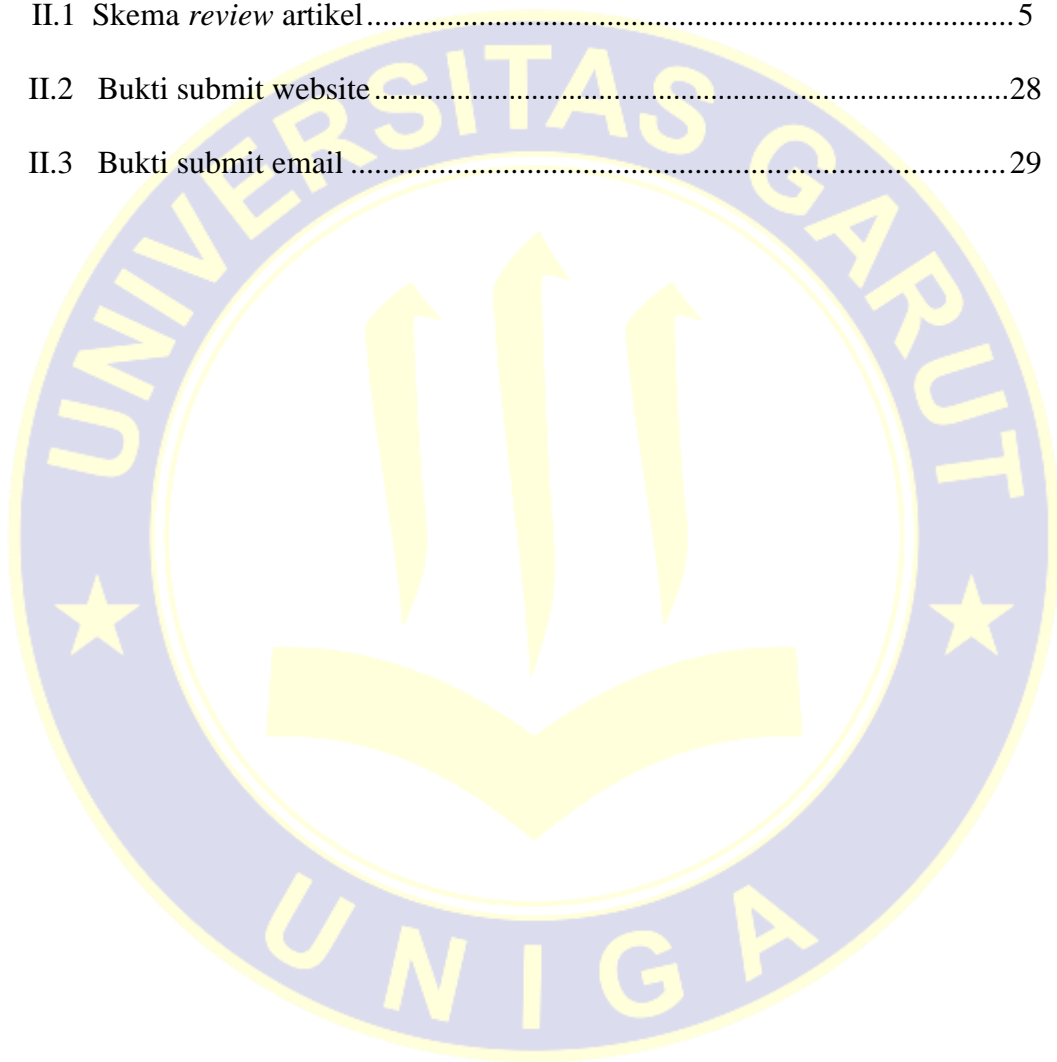 II.1 Skema review artikel.....................................................................................5
II.2 Bukti submit website..................................................................................28
II.3 Bukti submit email.....................................................................................29
UNIVERSITAS GARUT
UNIGA